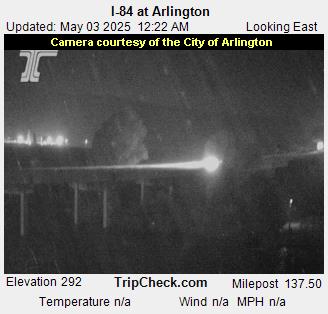 I-84 at Arlington
Updated: May 03 2025 12:22 AM Looking East
Camera courtesy of the City of Arlington
Elevation 292 TripCheck.com Milepost 137.50
Temperature n/a Wind n/a MPH n/a